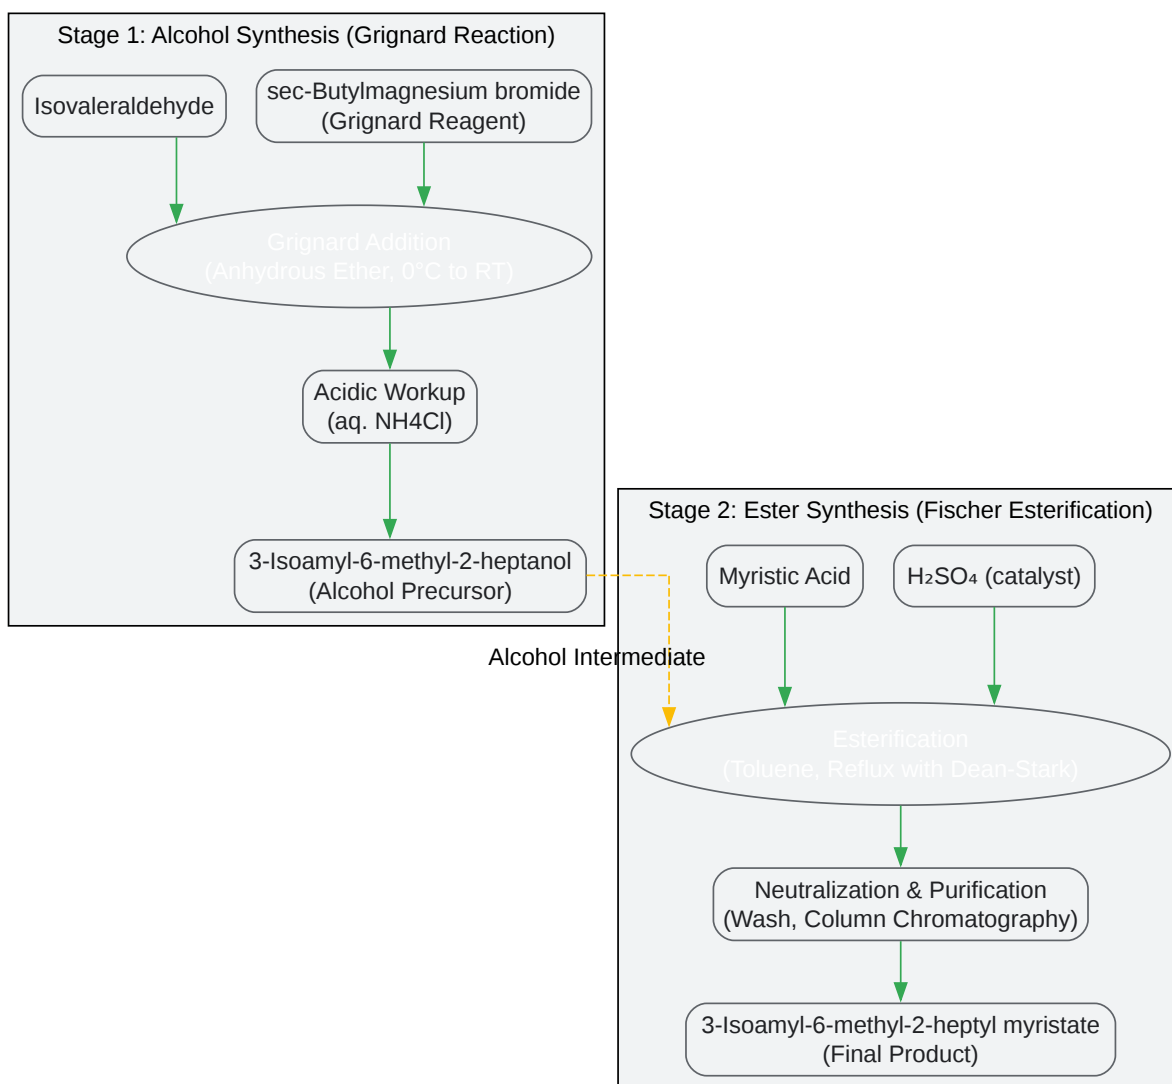 Stage 1: Alcohol Synthesis (Grignard Reaction)
Isovaleraldehyde
sec-Butylmagnesium bromide
(Grignard Reagent)
Grignard Addition
(Anhydrous Ether, 0°C to RT)
Acidic Workup
(aq. NH4Cl)
3-Isoamyl-6-methyl-2-heptanol
(Alcohol Precursor)
Alcohol Intermediate
Stage 2: Ester Synthesis (Fischer Esterification)
Myristic Acid
H₂SO₄ (catalyst)
Esterification
(Toluene, Reflux with Dean-Stark)
Neutralization & Purification
(Wash, Column Chromatography)
3-Isoamyl-6-methyl-2-heptyl myristate
(Final Product)